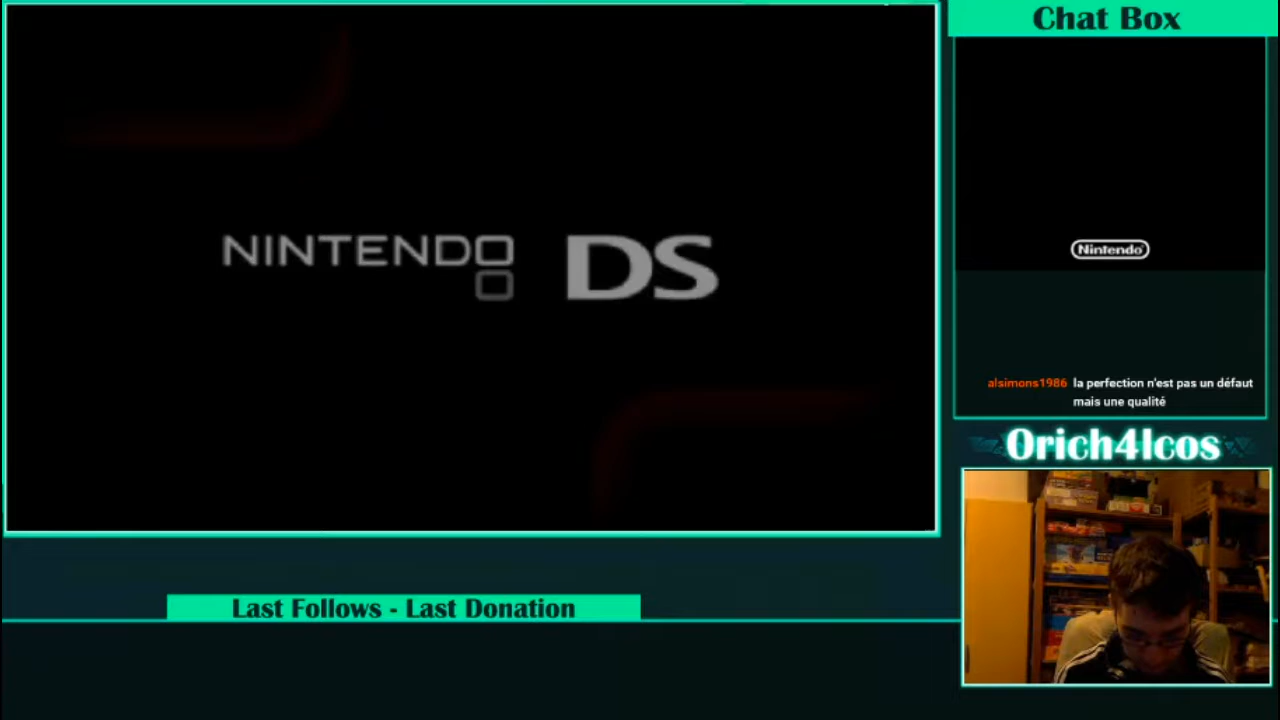 Chat Box
NINTENDO DS
Nintendo
alsimons1986 la perfection n'est pas un défaut
mais une qualité
Orich4lcos
Last Follows - Last Donation